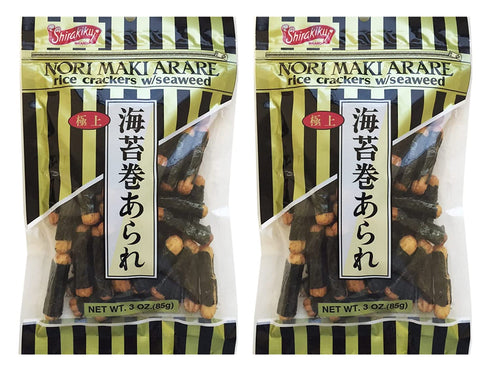 Shirakiku
BRAND
NORI MAKI ARARE
rice crackers w/seaweed
極上
海苔巻あられ
NET WT. 3 OZ.(85g)
Shirakiku
BRAND
NORI MAKI ARARE
rice crackers w/seaweed
極上
海苔巻あられ
NET WT. 3 OZ.(85g)